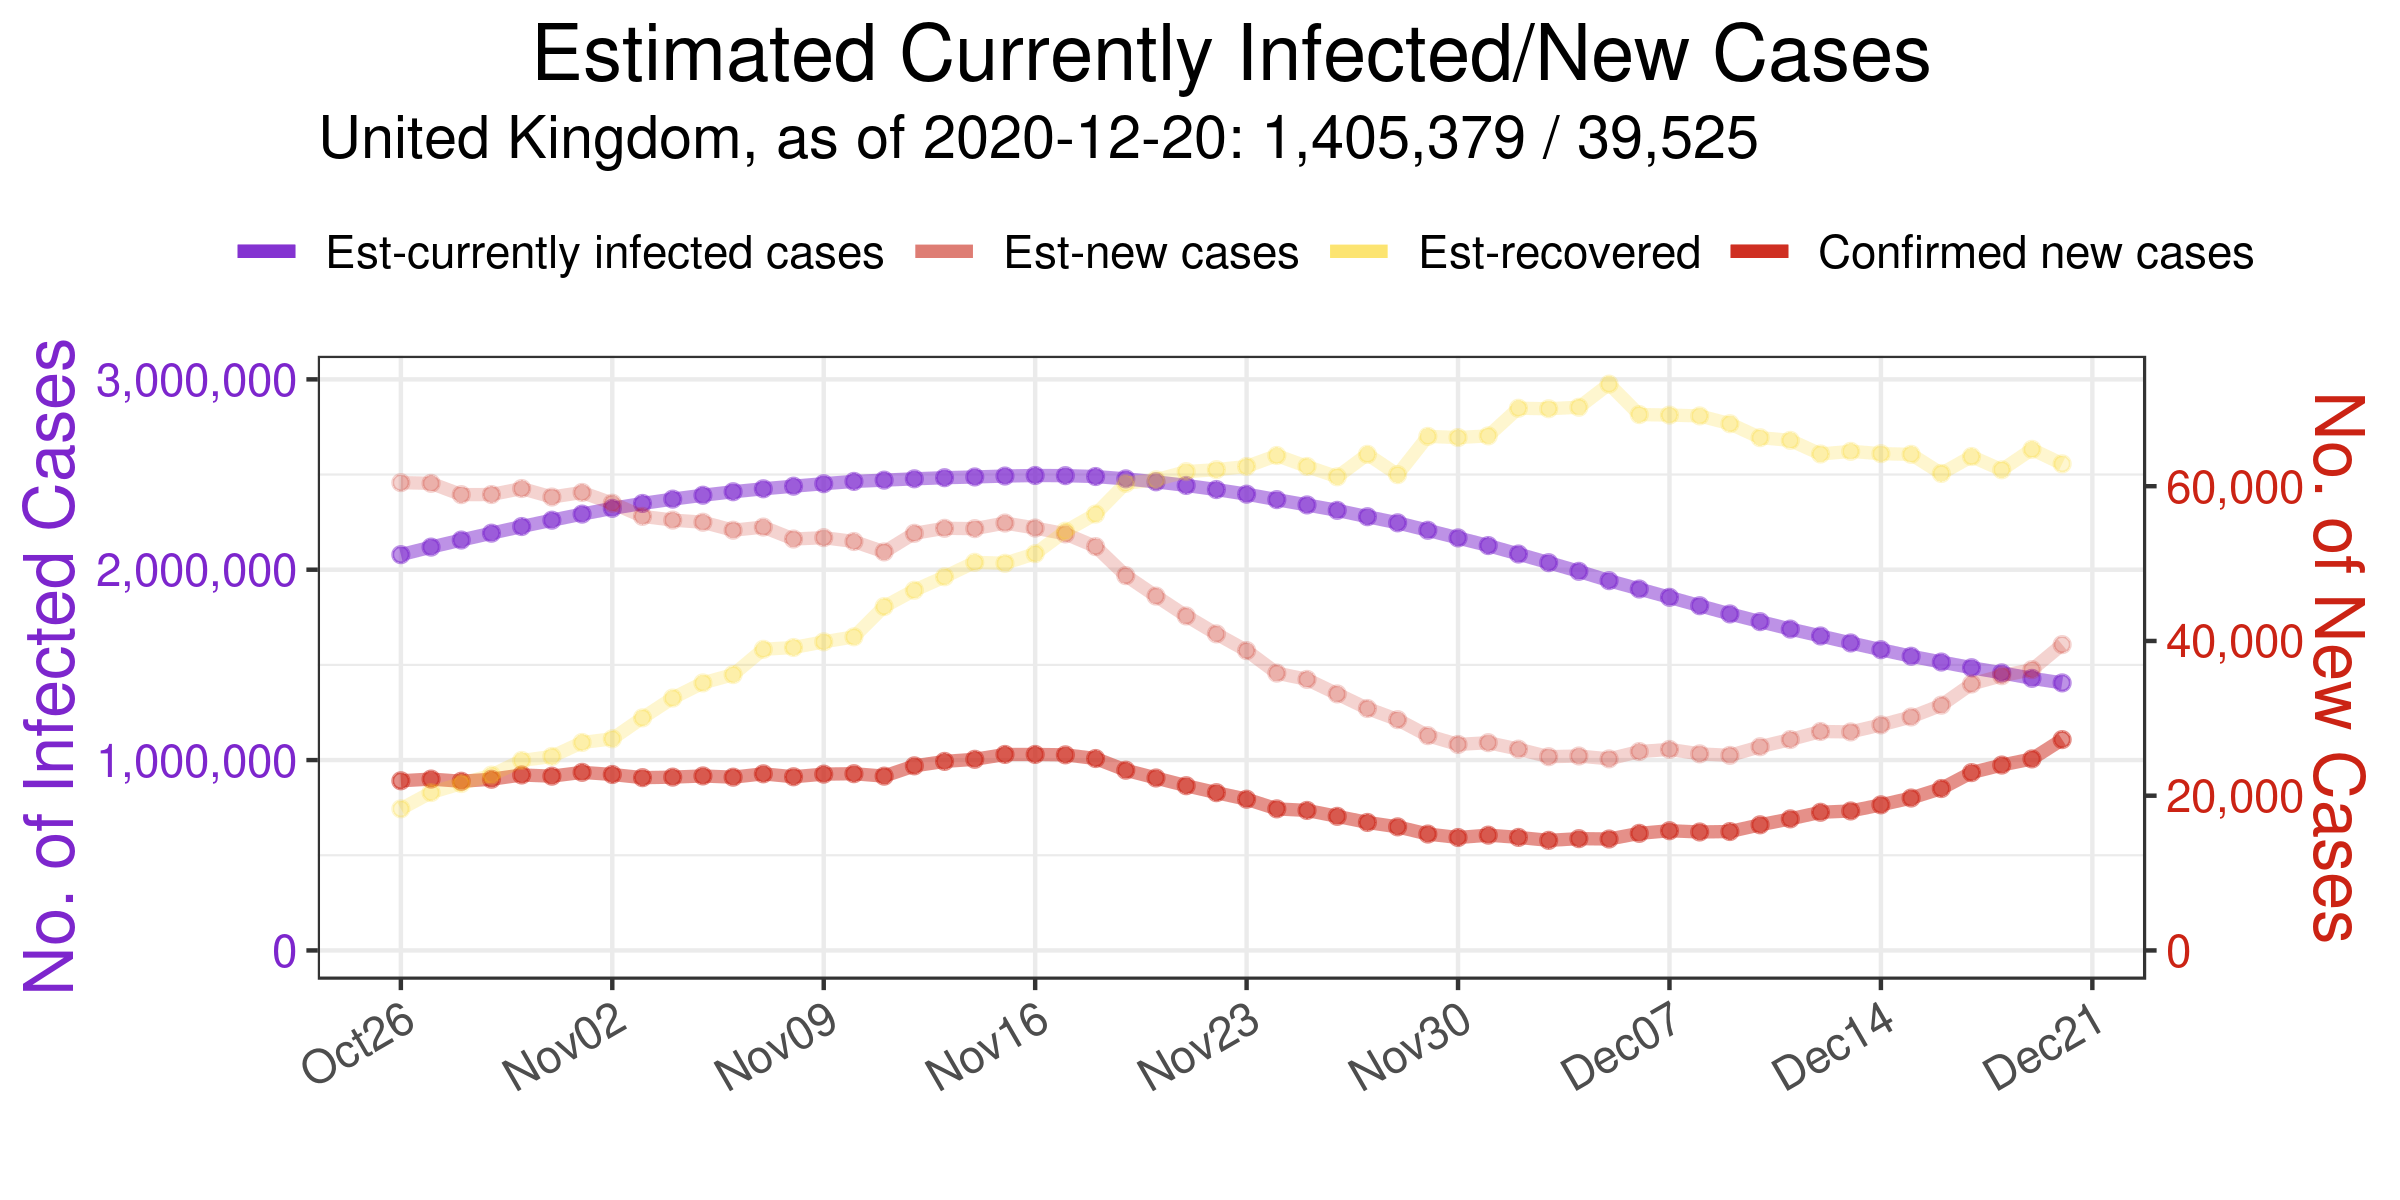 Estimated Currently Infected/New Cases
United Kingdom, as of 2020-12-20: 1,405,379 / 39,525
Est-currently infected cases Est-new cases Est-recovered Confirmed new cases
No. of Infected Cases
3,000,000
2,000,000
1,000,000
0
60,000
40,000
20,000
0
No. of New Cases
Oct26 Nov02 Nov09 Nov16 Nov23 Nov30 Dec07 Dec14 Dec21